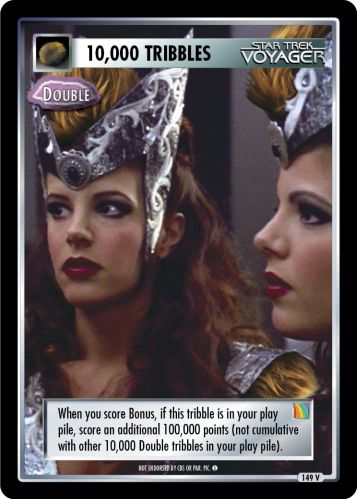 10,000 TRIBBLES
STAR TREK
VOYAGER
DOUBLE
When you score Bonus, if this tribble is in your play
pile, score an additional 100,000 points (not cumulative
with other 10,000 Double tribbles in your play pile).
NOT ENDORSED BY CBS OR PAR. PIC.
149 V